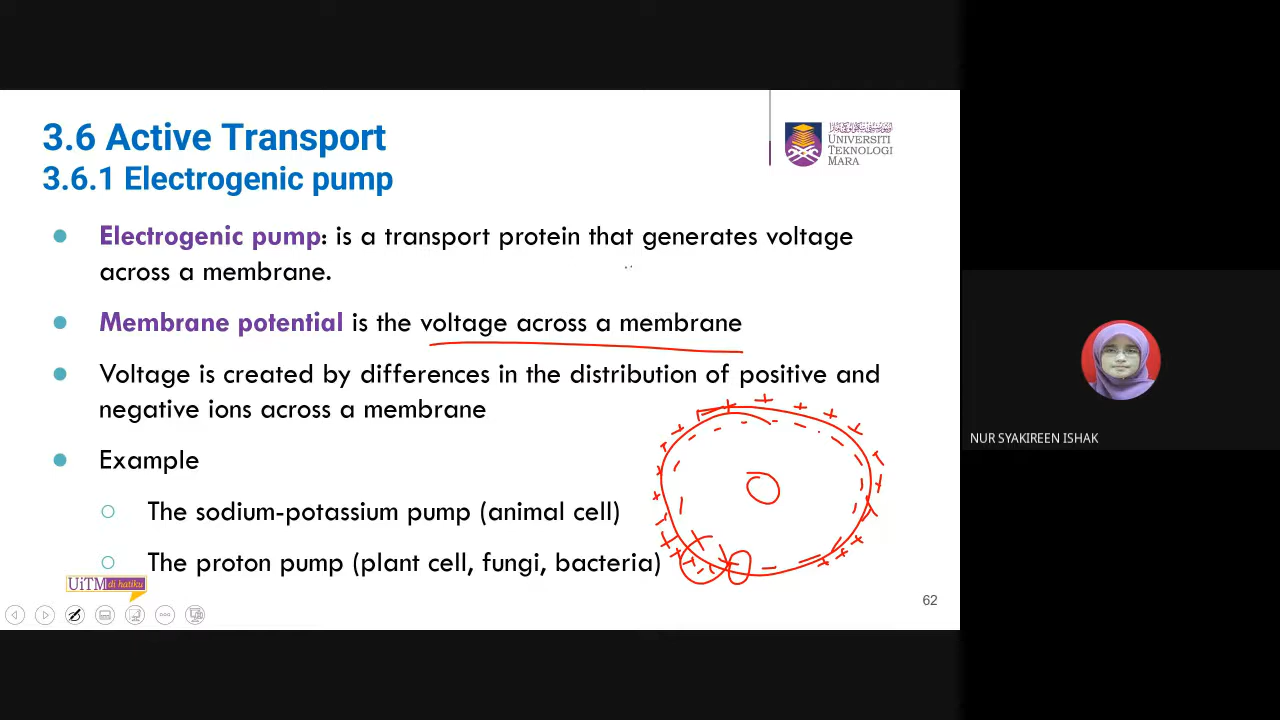 3.6 Active Transport
3.6.1 Electrogenic pump
UNIVERSITI
TEKNOLOGI
MARA
Electrogenic pump: is a transport protein that generates voltage
across a membrane.
Membrane potential is the voltage across a membrane
Voltage is created by differences in the distribution of positive and
negative ions across a membrane
Example
The sodium-potassium pump (animal cell)
The proton pump (plant cell, fungi, bacteria)
UiTM di hatiku
62
NUR SYAKIREEN ISHAK